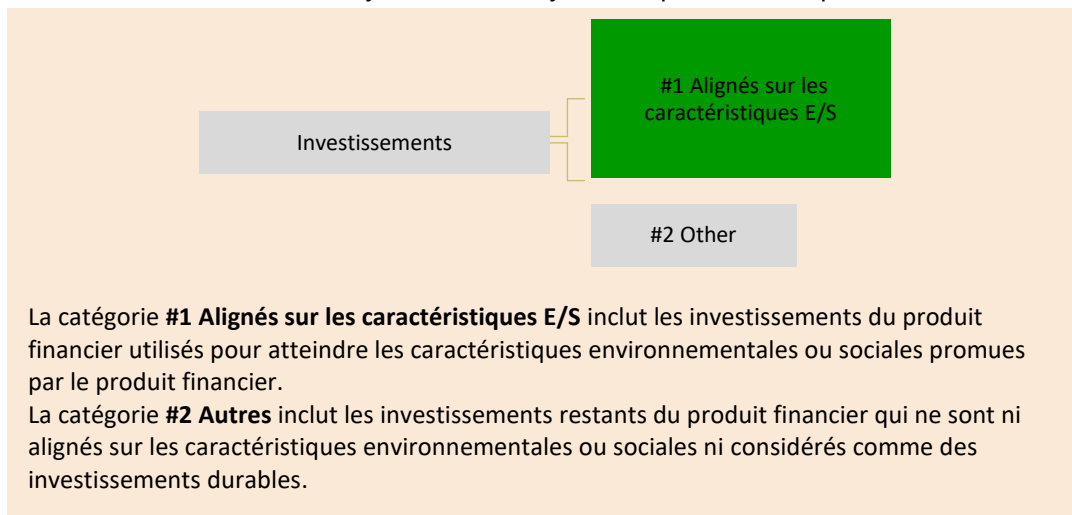 #1 Alignés sur les
caractéristiques E/S
Investissements
#2 Other
La catégorie #1 Alignés sur les caractéristiques E/S inclut les investissements du produit
financier utilisés pour atteindre les caractéristiques environnementales ou sociales promues
par le produit financier.
La catégorie #2 Autres inclut les investissements restants du produit financier qui ne sont ni
alignés sur les caractéristiques environnementales ou sociales ni considérés comme des
investissements durables.